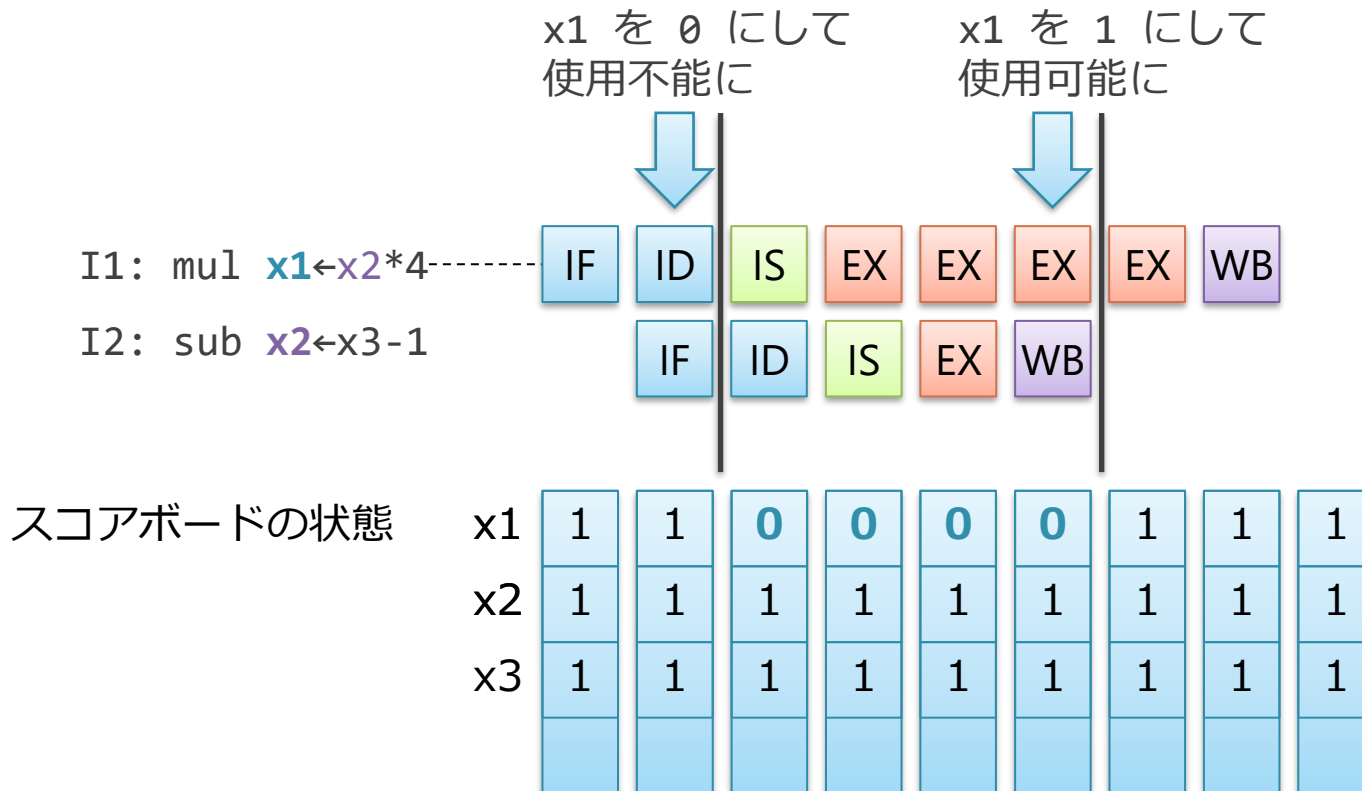 x1 を 0 にして
使用不能に
x1 を 1 にして
使用可能に
I1: mul x1←x2*4
IF ID IS EX EX EX EX WB
I2: sub x2←x3-1
IF ID IS EX WB
スコアボードの状態
x1 1 1 0 0 0 0 1 1 1
x2 1 1 1 1 1 1 1 1 1
x3 1 1 1 1 1 1 1 1 1